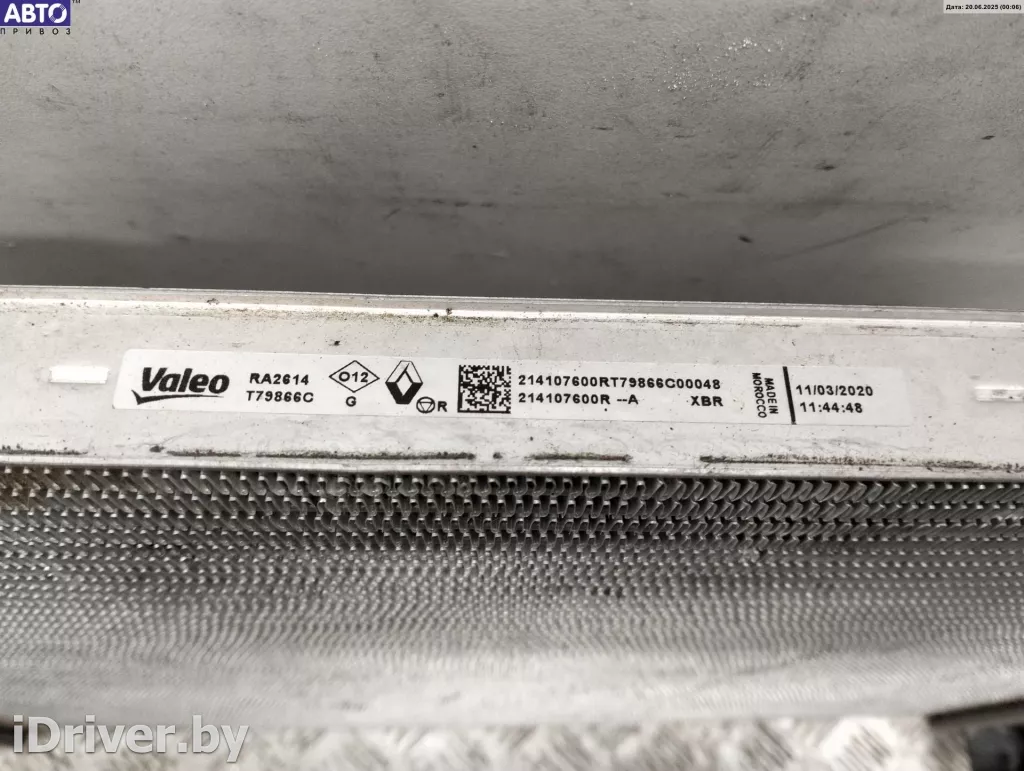 АВТО ™
ПРИВОЗ
Дата: 20.06.2025 (00:06)
Valeo RA2614
T79866C
O12
G
R
214107600RT79866C00048
214107600R --A XBR
MADE IN
MOROCCO
11/03/2020
11:44:48
iDriver.by